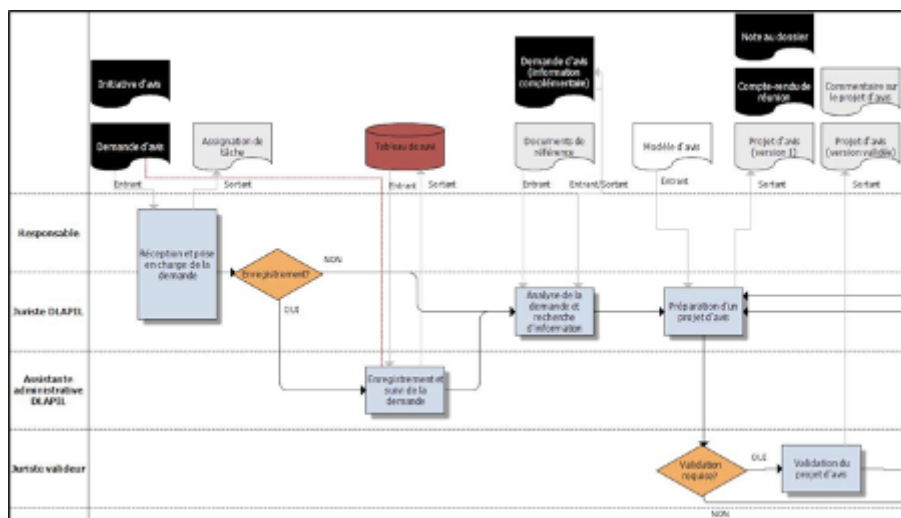 Note au dossier
Demande d'avis
(information
complémentaire)
Initiative d'avis
Compte-rendu de
réunion
Commentaire sur
le projet d'avis
Demande d'avis
Assignation de
tâche
Tableau de suivi
Documents de
référence
Modèle d'avis
Projet d'avis
(version 1)
Projet d'avis
(version validée)
Entrant
Sortant
Entrant
Sortant
Entrant
Entrant/Sortant
Entrant
Sortant
Sortant
Responsable
Réception et prise
en charge de la
demande
Enregistrement?
NON
OUI
Juriste DLAPIL
Analyse de la
demande et
recherche
d'information
Préparation d'un
projet d'avis
Assistante
administrative
DLAPIL
Enregistrement et
suivi de la
demande
Juriste valideur
Validation
requise?
OUI
Validation du
projet d'avis
NON